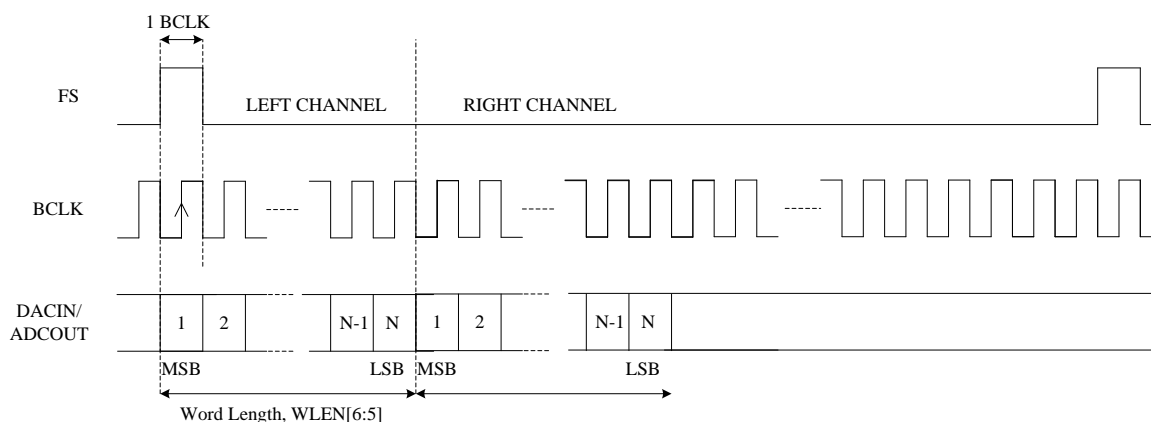 1 BCLK
FS
LEFT CHANNEL
RIGHT CHANNEL
BCLK
DACIN/
ADCOUT
1 2 N-1 N 1 2 N-1 N
MSB LSB MSB LSB
Word Length, WLEN[6:5]